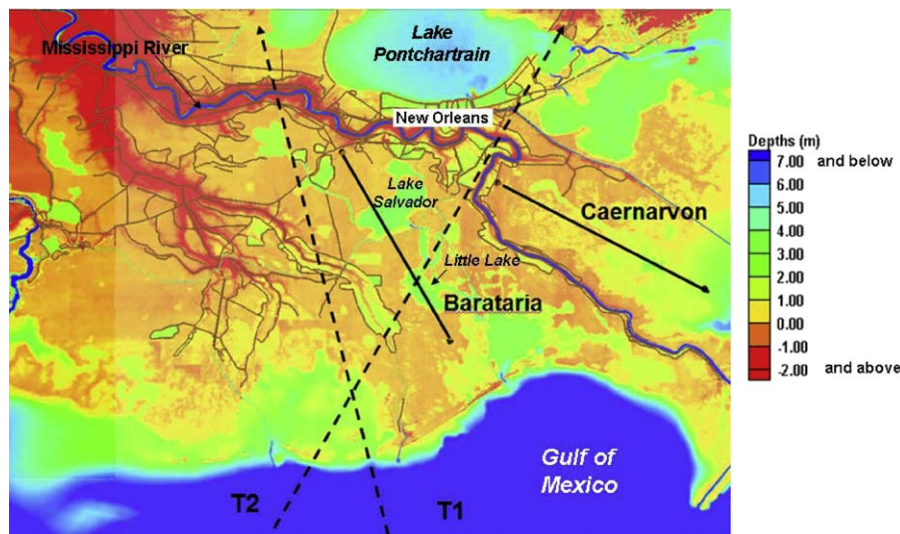 Lake
Pontchartrain
Mississippi River
New Orleans
Lake
Salvador
Caernarvon
Little Lake
Barataria
Gulf of
Mexico
T2
T1
Depths (m)
7.00 and below
6.00
5.00
4.00
3.00
2.00
1.00
0.00
-1.00
-2.00 and above